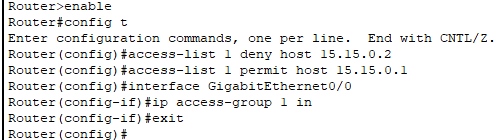 Router>enable
Router#config t
Enter configuration commands, one per line.  End with CNTL/Z.
Router(config)#access-list 1 deny host 15.15.0.2
Router(config)#access-list 1 permit host 15.15.0.1
Router(config)#interface GigabitEthernet0/0
Router(config-if)#ip access-group 1 in
Router(config-if)#exit
Router(config)#